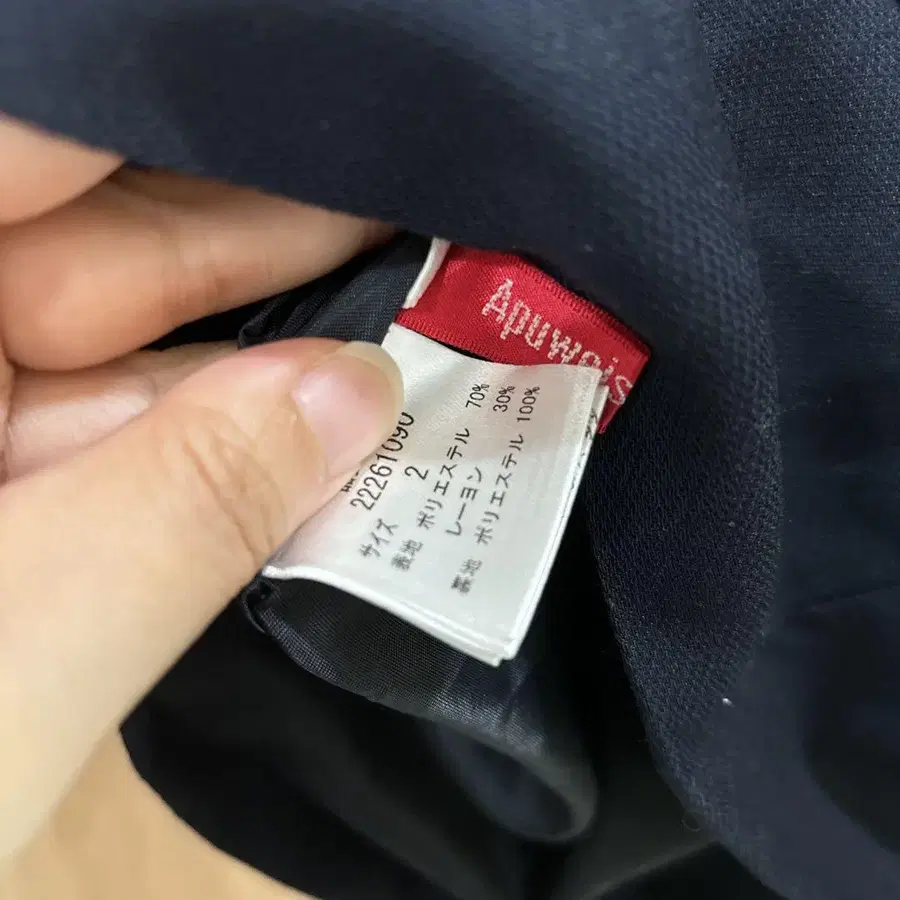 Apuweis
22261090
サイズ 2
表地 ポリエステル 70%
レーヨン 30%
裏地 ポリエステル 100%